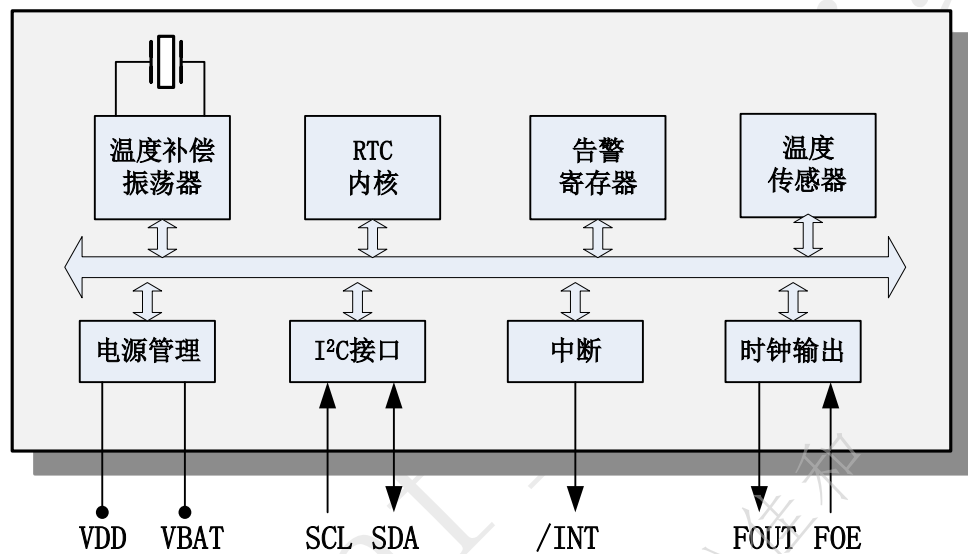 温度补偿
振荡器
RTC
内核
告警
寄存器
温度
传感器
电源管理
I²C接口
中断
时钟输出
VDD
VBAT
SCL
SDA
/INT
FOUT
FOE